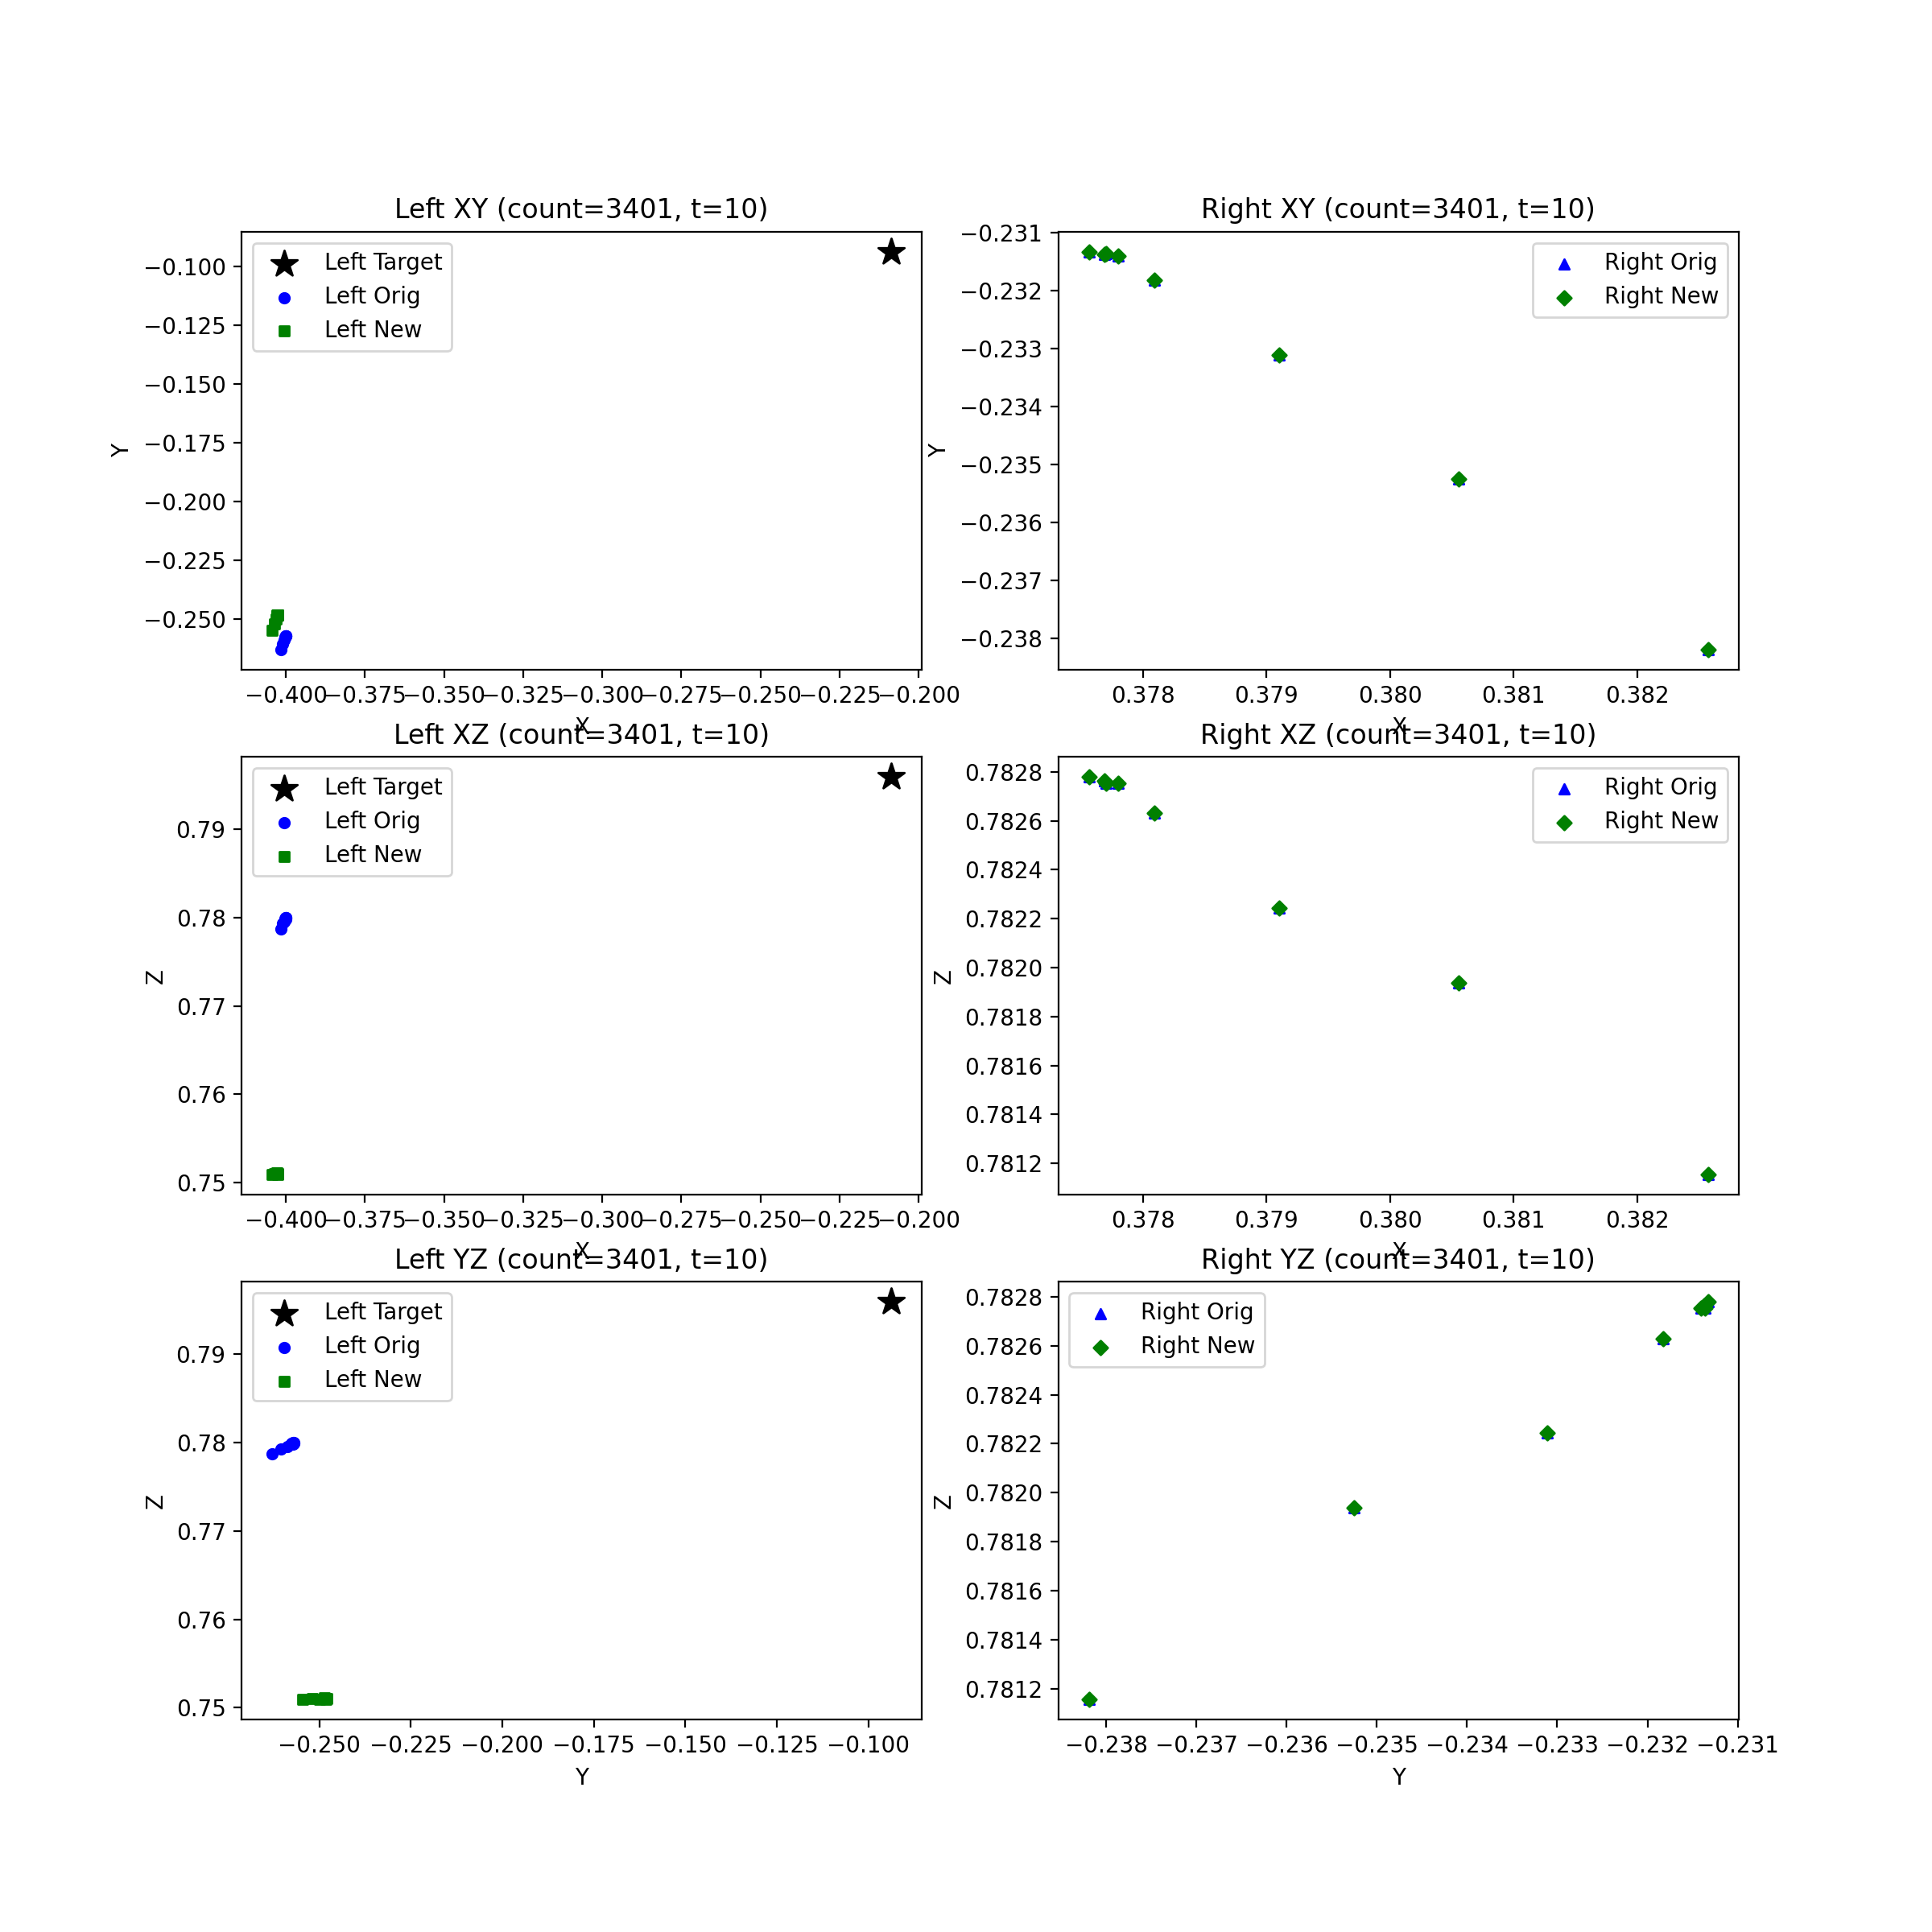 Left XY (count=3401, t=10)
Left Target
Left Orig
Left New
−0.100
−0.125
−0.150
−0.175
−0.200
−0.225
−0.250
Y
−0.400 −0.375 −0.350 −0.325 −0.300 −0.275 −0.250 −0.225 −0.200
X
Right XY (count=3401, t=10)
Right Orig
Right New
−0.231
−0.232
−0.233
−0.234
−0.235
−0.236
−0.237
−0.238
Y
0.378 0.379 0.380 0.381 0.382
X
Left XZ (count=3401, t=10)
Left Target
Left Orig
Left New
0.79
0.78
0.77
0.76
0.75
Z
−0.400 −0.375 −0.350 −0.325 −0.300 −0.275 −0.250 −0.225 −0.200
X
Right XZ (count=3401, t=10)
Right Orig
Right New
0.7828
0.7826
0.7824
0.7822
0.7820
0.7818
0.7816
0.7814
0.7812
Z
0.378 0.379 0.380 0.381 0.382
X
Left YZ (count=3401, t=10)
Left Target
Left Orig
Left New
0.79
0.78
0.77
0.76
0.75
Z
−0.250 −0.225 −0.200 −0.175 −0.150 −0.125 −0.100
Y
Right YZ (count=3401, t=10)
Right Orig
Right New
0.7828
0.7826
0.7824
0.7822
0.7820
0.7818
0.7816
0.7814
0.7812
Z
−0.238 −0.237 −0.236 −0.235 −0.234 −0.233 −0.232 −0.231
Y